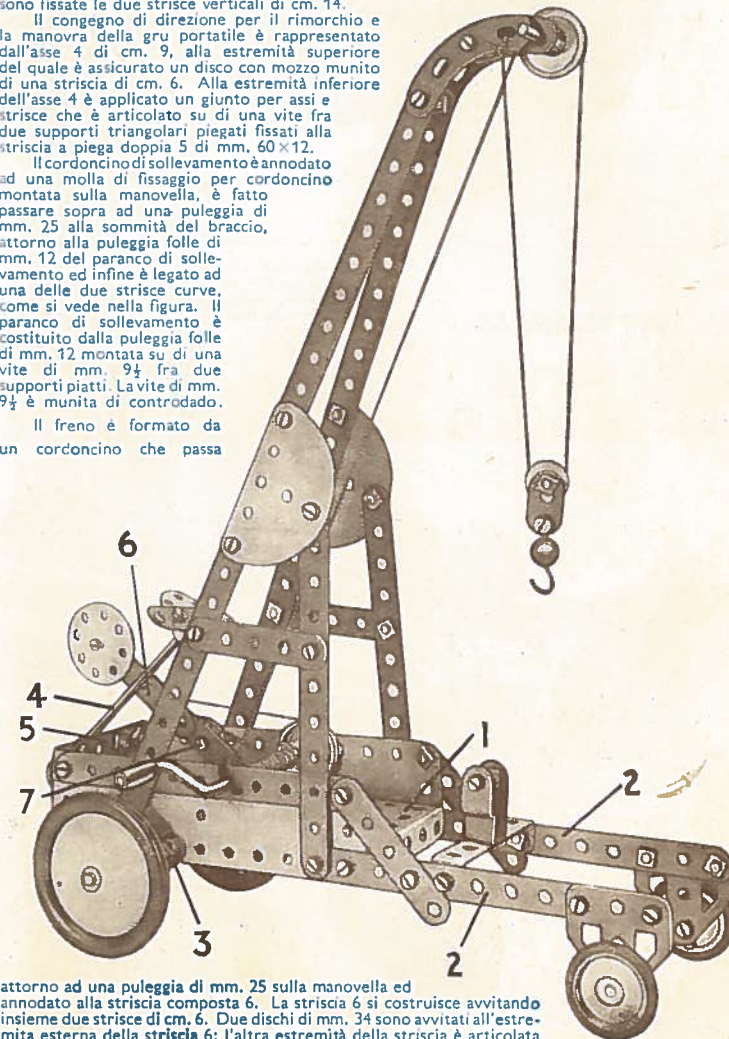 sono fissate le due strisce verticali di cm. 14.
Il congegno di direzione per il rimorchio e
la manovra della gru portatile è rappresentato
dall'asse 4 di cm. 9, alla estremità superiore
del quale è assicurato un disco con mozzo munito
di una striscia di cm. 6. Alla estremità inferiore
dell'asse 4 è applicato un giunto per assi e
strisce che è articolato su di una vite fra
due supporti triangolari piegati fissati alla
striscia a piega doppia 5 di mm. 60×12.
Il cordoncino di sollevamento è annodato
ad una molla di fissaggio per cordoncino
montata sulla manovella, è fatto
passare sopra ad una puleggia di
mm. 25 alla sommità del braccio,
attorno alla puleggia folle di
mm. 12 del paranco di solle-
vamento ed infine è legato ad
una delle due strisce curve,
come si vede nella figura. Il
paranco di sollevamento è
costituito dalla puleggia folle
di mm. 12 montata su di una
vite di mm. 9½ fra due
supporti piatti. La vite di mm.
9½ è munita di controdado.
Il freno è formato da
un cordoncino che passa
6
4
5
7
1
2
3
2
attorno ad una puleggia di mm. 25 sulla manovella ed
annodato alla striscia composta 6. La striscia 6 si costruisce avvitando
insieme due strisce di cm. 6. Due dischi di mm. 34 sono avvitati all'estre-
mita esterna della striscia 6; l'altra estremità della striscia è articolata